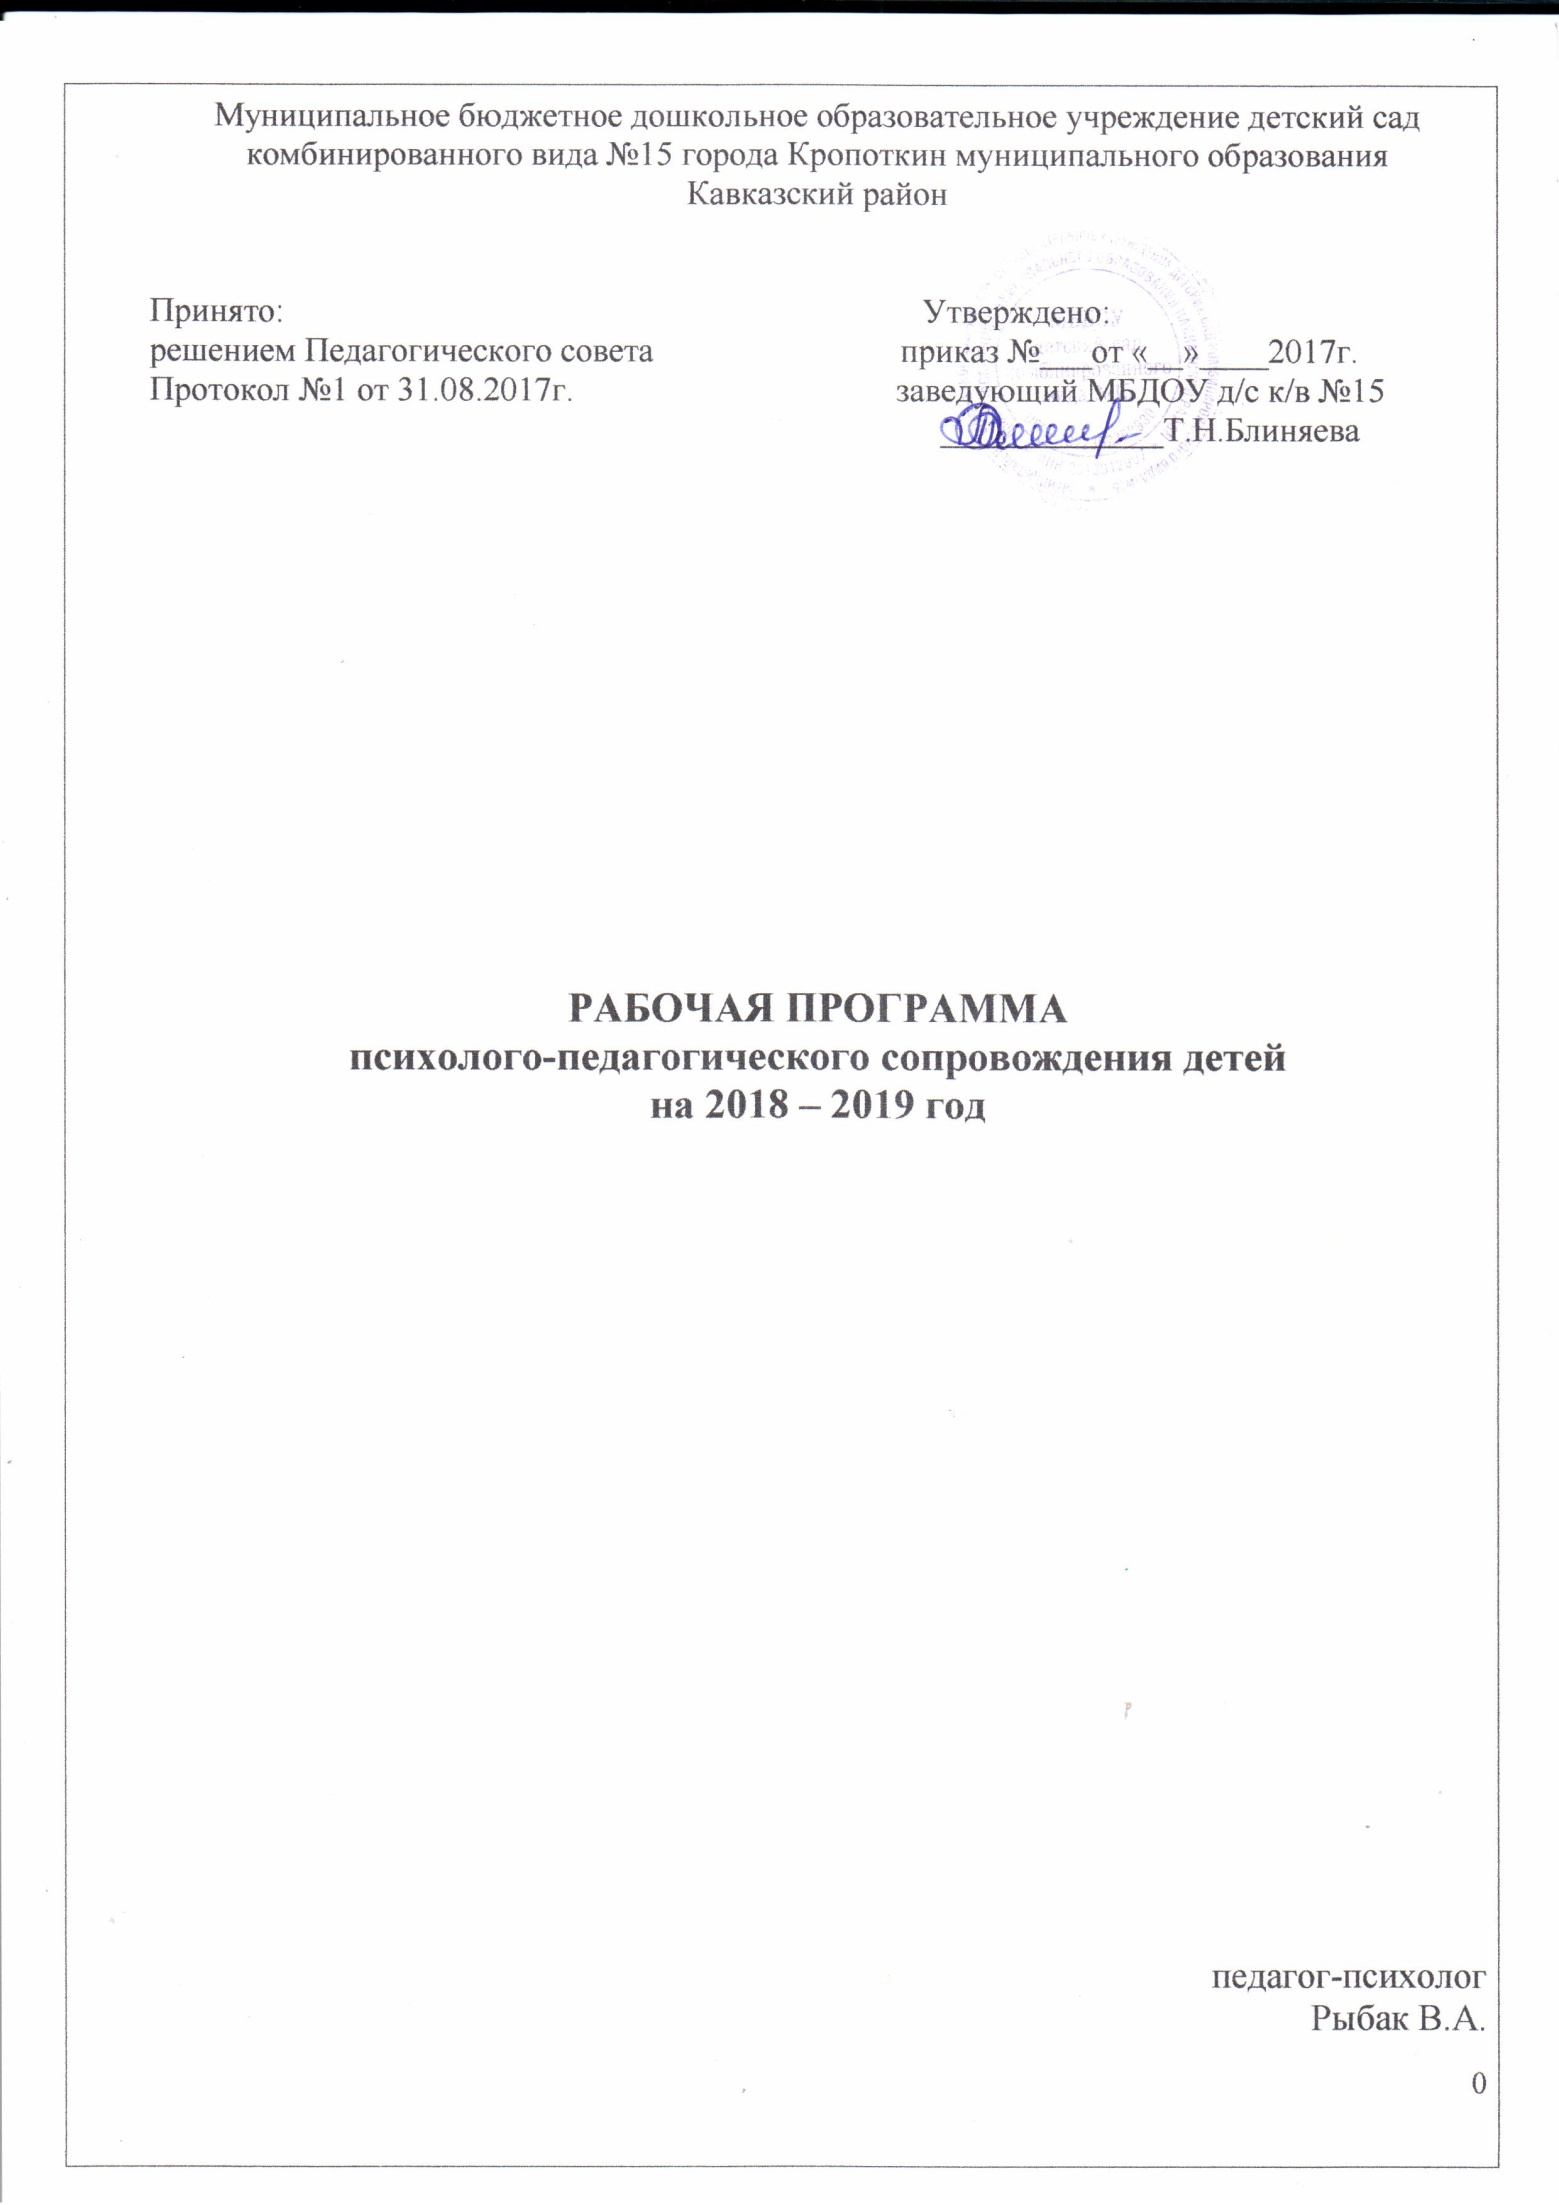 Муниципальное бюджетное дошкольное образовательное учреждение детский сад
комбинированного вида №15 города Кропоткин муниципального образования
Кавказский район
Принято:
Утверждено:
решением Педагогического совета
приказ №___от «__»____2017г.
Протокол №1 от 31.08.2017г.
заведующий МБДОУ д/с к/в №15
_____________Т.Н.Блиняева
РАБОЧАЯ ПРОГРАММА
психолого-педагогического сопровождения детей
на 2018 – 2019 год
педагог-психолог
Рыбак В.А.
0